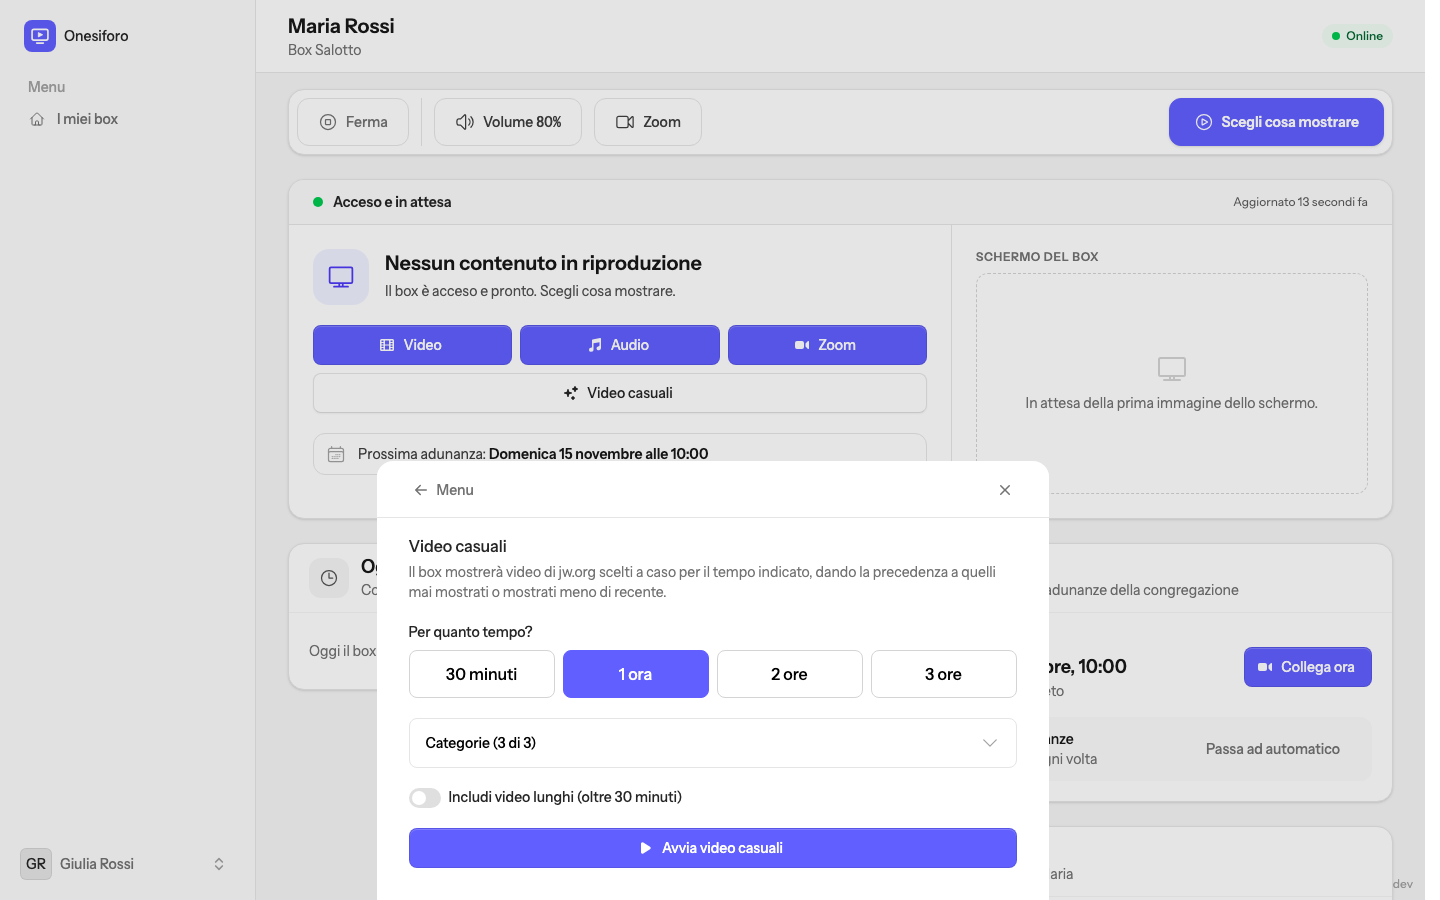 Onesiforo
Menu
I miei box
GR
Giulia Rossi
Maria Rossi
Box Salotto
Online
Ferma
Volume 80%
Zoom
Scegli cosa mostrare
Acceso e in attesa
Aggiornato 13 secondi fa
Nessun contenuto in riproduzione
Il box è acceso e pronto. Scegli cosa mostrare.
Video
Audio
Zoom
Video casuali
Prossima adunanza: Domenica 15 novembre alle 10:00
SCHERMO DEL BOX
In attesa della prima immagine dello schermo.
Oggi il box
adunanze della congregazione
10:00
Collega ora
ogni volta
Passa ad automatico
dev
Menu
Video casuali
Il box mostrerà video di jw.org scelti a caso per il tempo indicato, dando la precedenza a quelli
mai mostrati o mostrati meno di recente.
Per quanto tempo?
30 minuti
1 ora
2 ore
3 ore
Categorie (3 di 3)
Includi video lunghi (oltre 30 minuti)
Avvia video casuali